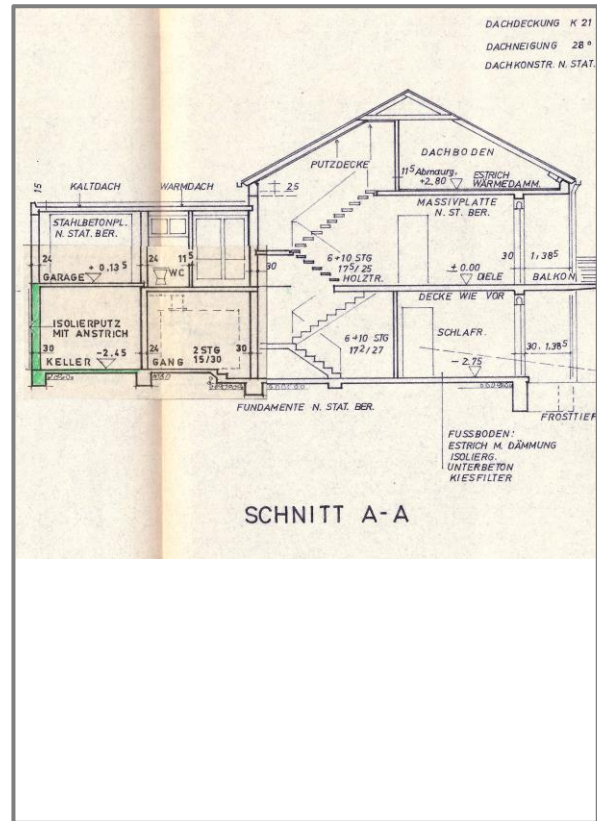 DACHDECKUNG K 21
DACHNEIGUNG 28°
DACHKONSTR. N. STAT.
PUTZDECKE
DACHBODEN
11⁵ Abmaurg.
+2.80
ESTRICH
WÄRMEDAMM.
15
KALTDACH
WARMDACH
25
MASSIVPLATTE
N. ST. BER.
STAHLBETONPL.
N. STAT. BER.
24
24
11⁵
30
6+10 STG
17⁵/25
HOLZTR.
30
1,38⁵
GARAGE
+ 0.13⁵
WC
± 0.00
DIELE
BALKON
DECKE WIE VOR
ISOLIERPUTZ
MIT ANSTRICH
30
KELLER
-2.45
24
GANG
2 STG
15/30
30
6+10 STG
17²/27
SCHLAFR.
30. 1,38⁵
- 2.75
FUNDAMENTE N. STAT. BER.
FROSTTIEF
FUSSBODEN:
ESTRICH M. DÄMMUNG
ISOLIERG.
UNTERBETON
KIESFILTER
SCHNITT A-A